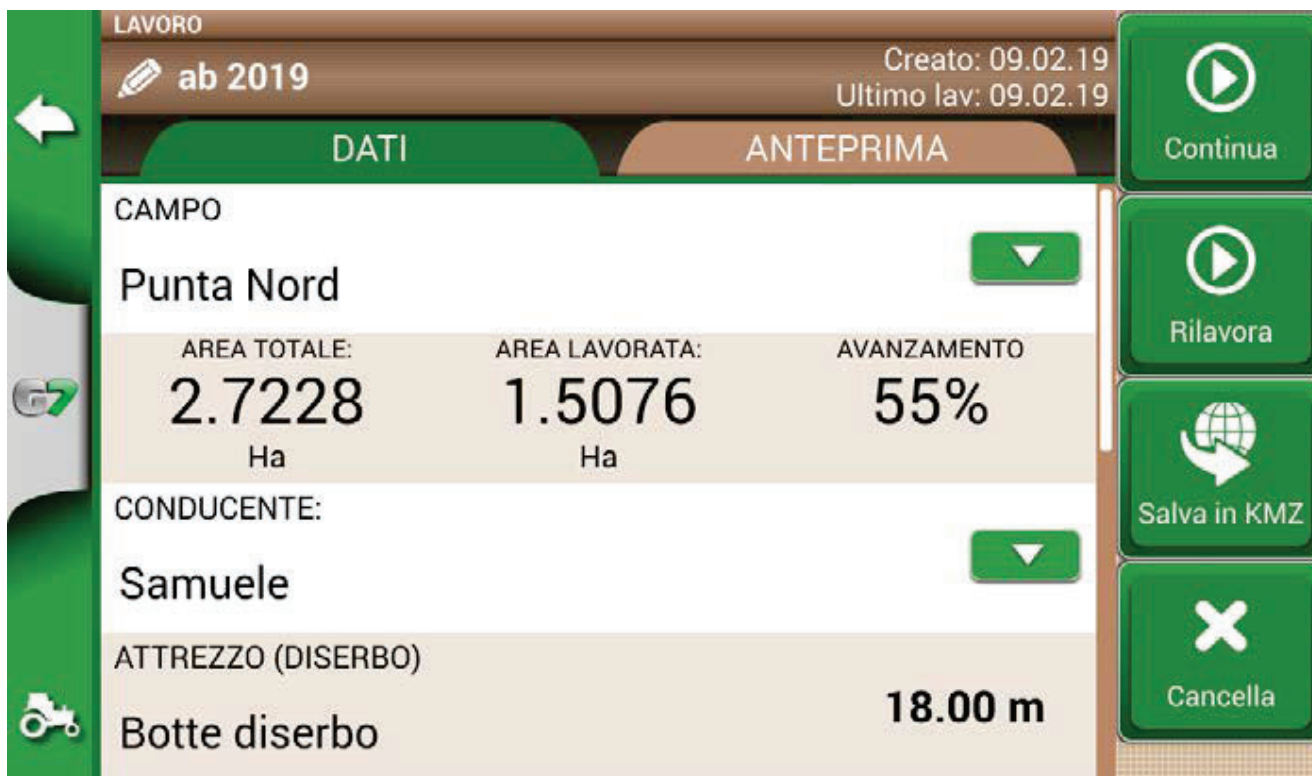 LAVORO
ab 2019
Creato: 09.02.19
Ultimo lav: 09.02.19
DATI
ANTEPRIMA
CAMPO
Punta Nord
AREA TOTALE:
2.7228
Ha
AREA LAVORATA:
1.5076
Ha
AVANZAMENTO
55%
CONDUCENTE:
Samuele
ATTREZZO (DISERBO)
Botte diserbo
18.00 m
G7
Continua
Rilavora
Salva in KMZ
Cancella